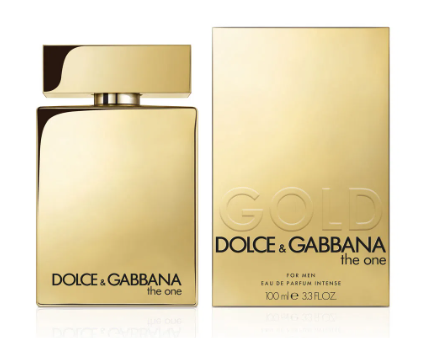 DOLCE & GABBANA
the one
GOLD
DOLCE & GABBANA
the one
FOR MEN
EAU DE PARFUM INTENSE
100 ml e 3.3 FL.OZ.